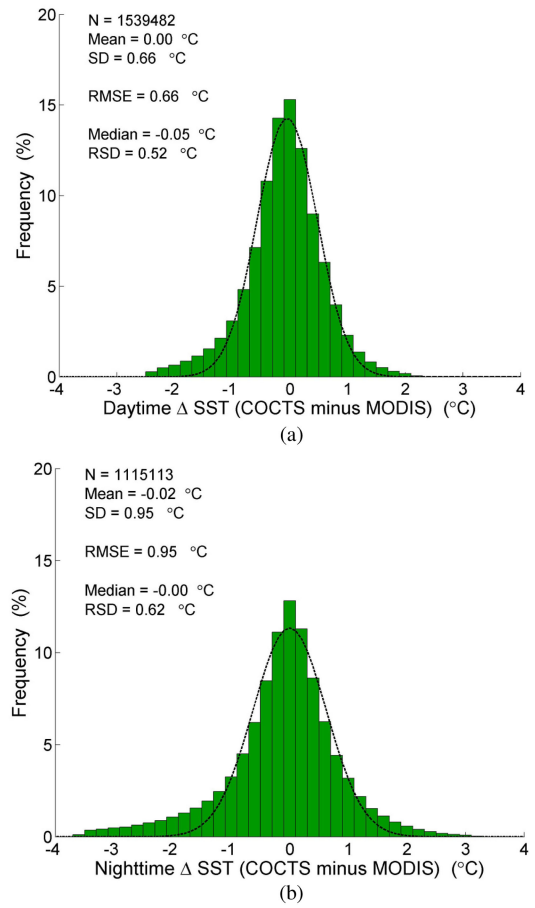 20
N = 1539482
Mean = 0.00 °C
SD = 0.66 °C
15
RMSE = 0.66 °C
Median = -0.05 °C
RSD = 0.52 °C
10
Frequency (%)
5
0
-4 -3 -2 -1 0 1 2 3 4
Daytime Δ SST (COCTS minus MODIS) (°C)
(a)
20
N = 1115113
Mean = -0.02 °C
SD = 0.95 °C
15
RMSE = 0.95 °C
Median = -0.00 °C
RSD = 0.62 °C
10
Frequency (%)
5
0
-4 -3 -2 -1 0 1 2 3 4
Nighttime Δ SST (COCTS minus MODIS) (°C)
(b)